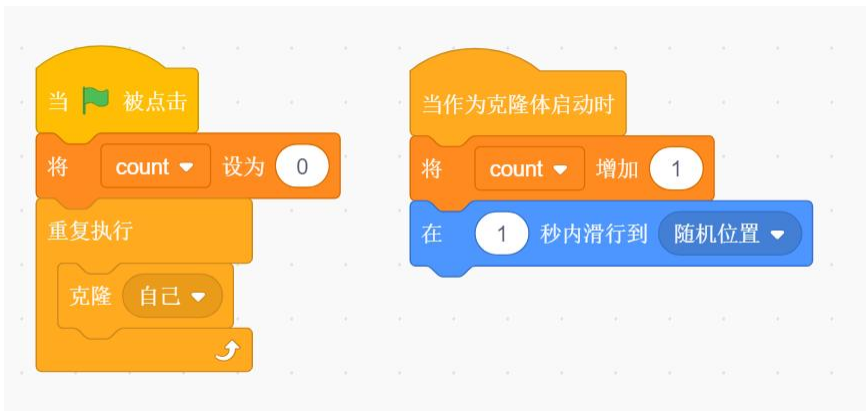 当 被点击
将 count 设为 0
重复执行
克隆 自己
当作为克隆体启动时
将 count 增加 1
在 1 秒内滑行到 随机位置